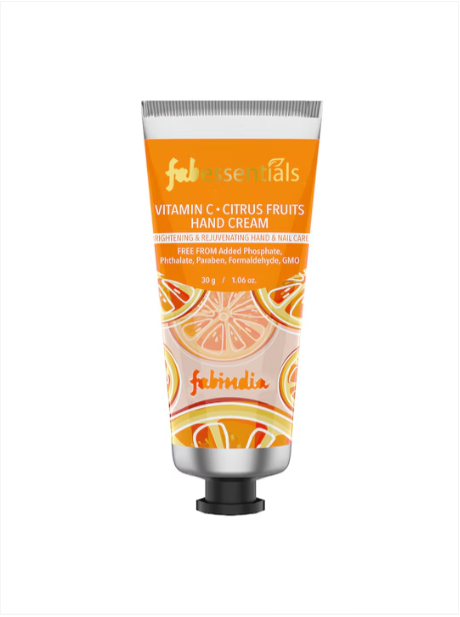 fabessentials
VITAMIN C • CITRUS FRUITS
HAND CREAM
BRIGHTENING & REJUVENATING HAND & NAIL CARE
FREE FROM Added Phosphate,
Phthalate, Paraben, Formaldehyde, GMO
30 g / 1.06 oz.
fabindia